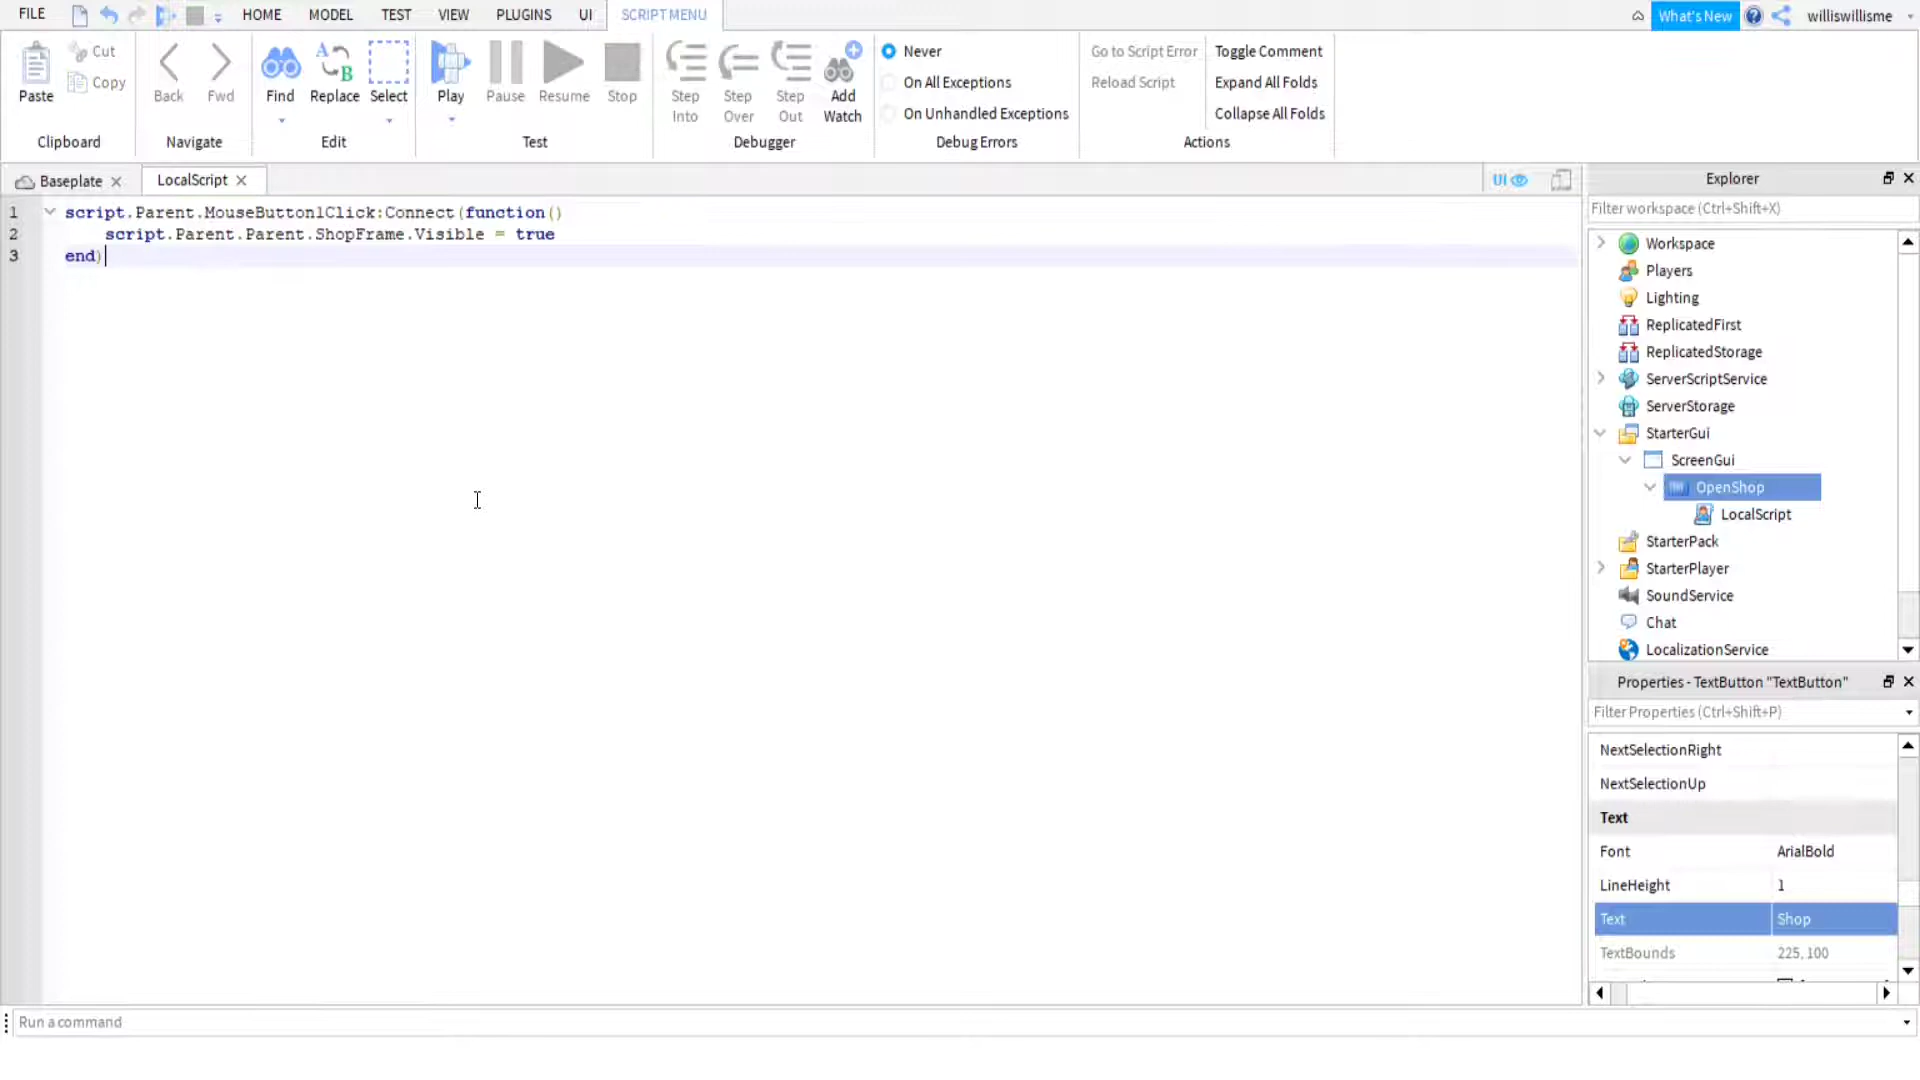 FILE HOME MODEL TEST VIEW PLUGINS UI SCRIPT MENU What's New williswillisme
Paste Cut Copy Back Fwd Find Replace Select Play Pause Resume Stop Step Into Step Over Step Out Add Watch
Never
On All Exceptions
On Unhandled Exceptions
Go to Script Error Toggle Comment
Reload Script Expand All Folds
Collapse All Folds
Clipboard Navigate Edit Test Debugger Debug Errors Actions
Baseplate LocalScript UI
1 script.Parent.MouseButton1Click:Connect(function()
2 script.Parent.Parent.ShopFrame.Visible = true
3 end)
Explorer
Filter workspace (Ctrl+Shift+X)
Workspace
Players
Lighting
ReplicatedFirst
ReplicatedStorage
ServerScriptService
ServerStorage
StarterGui
ScreenGui
OpenShop
LocalScript
StarterPack
StarterPlayer
SoundService
Chat
LocalizationService
Properties - TextButton "TextButton"
Filter Properties (Ctrl+Shift+P)
NextSelectionRight
NextSelectionUp
Text
Font ArialBold
LineHeight 1
Text Shop
TextBounds 225, 100
Run a command